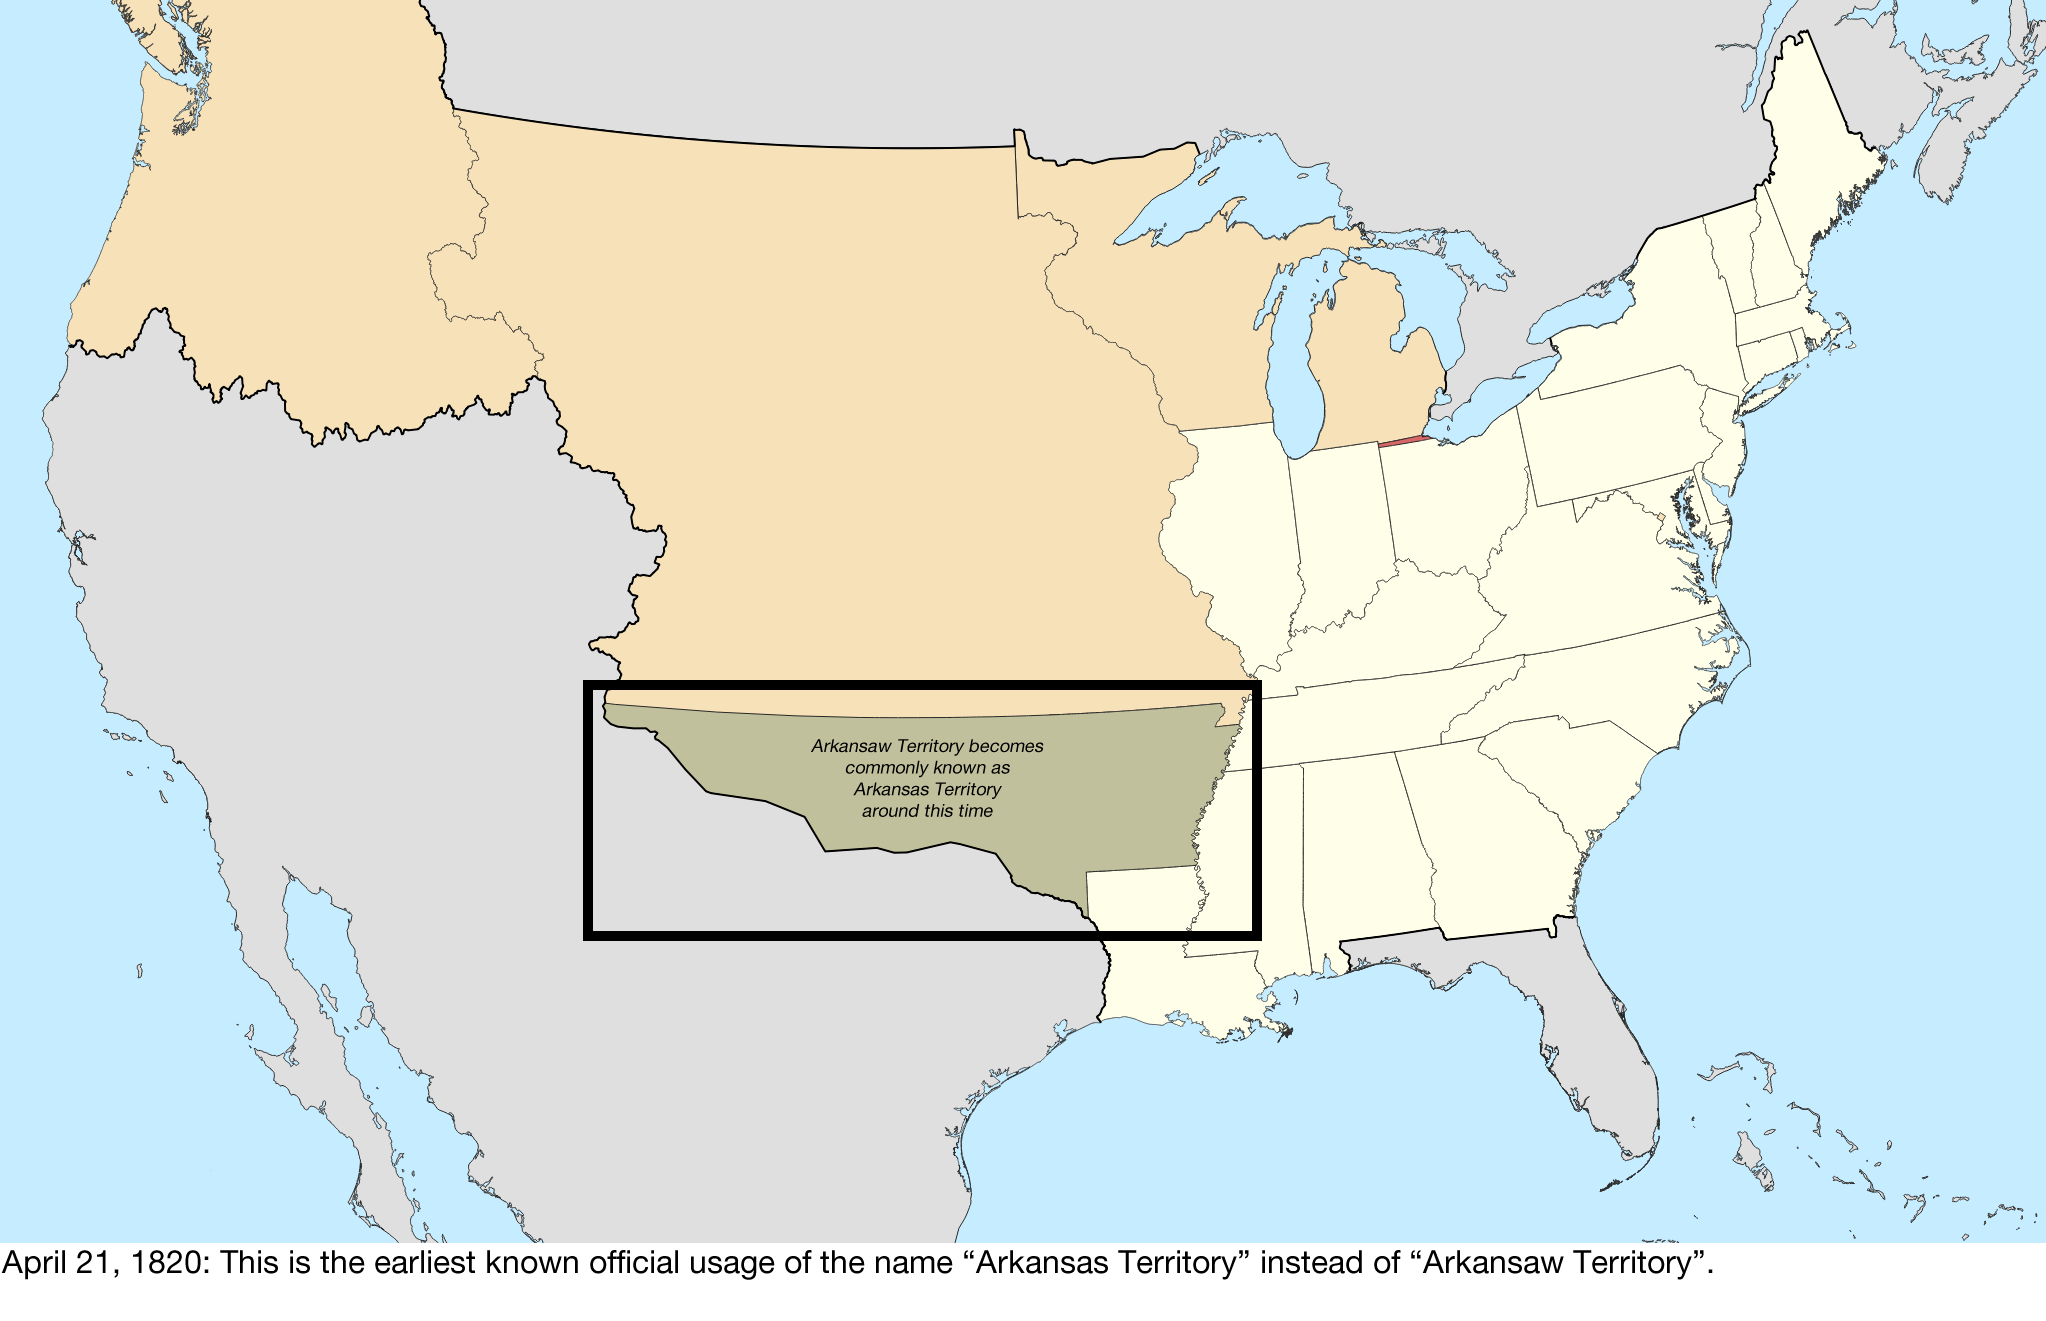 Arkansaw Territory becomes
commonly known as
Arkansas Territory
around this time
April 21, 1820: This is the earliest known official usage of the name “Arkansas Territory” instead of “Arkansaw Territory”.